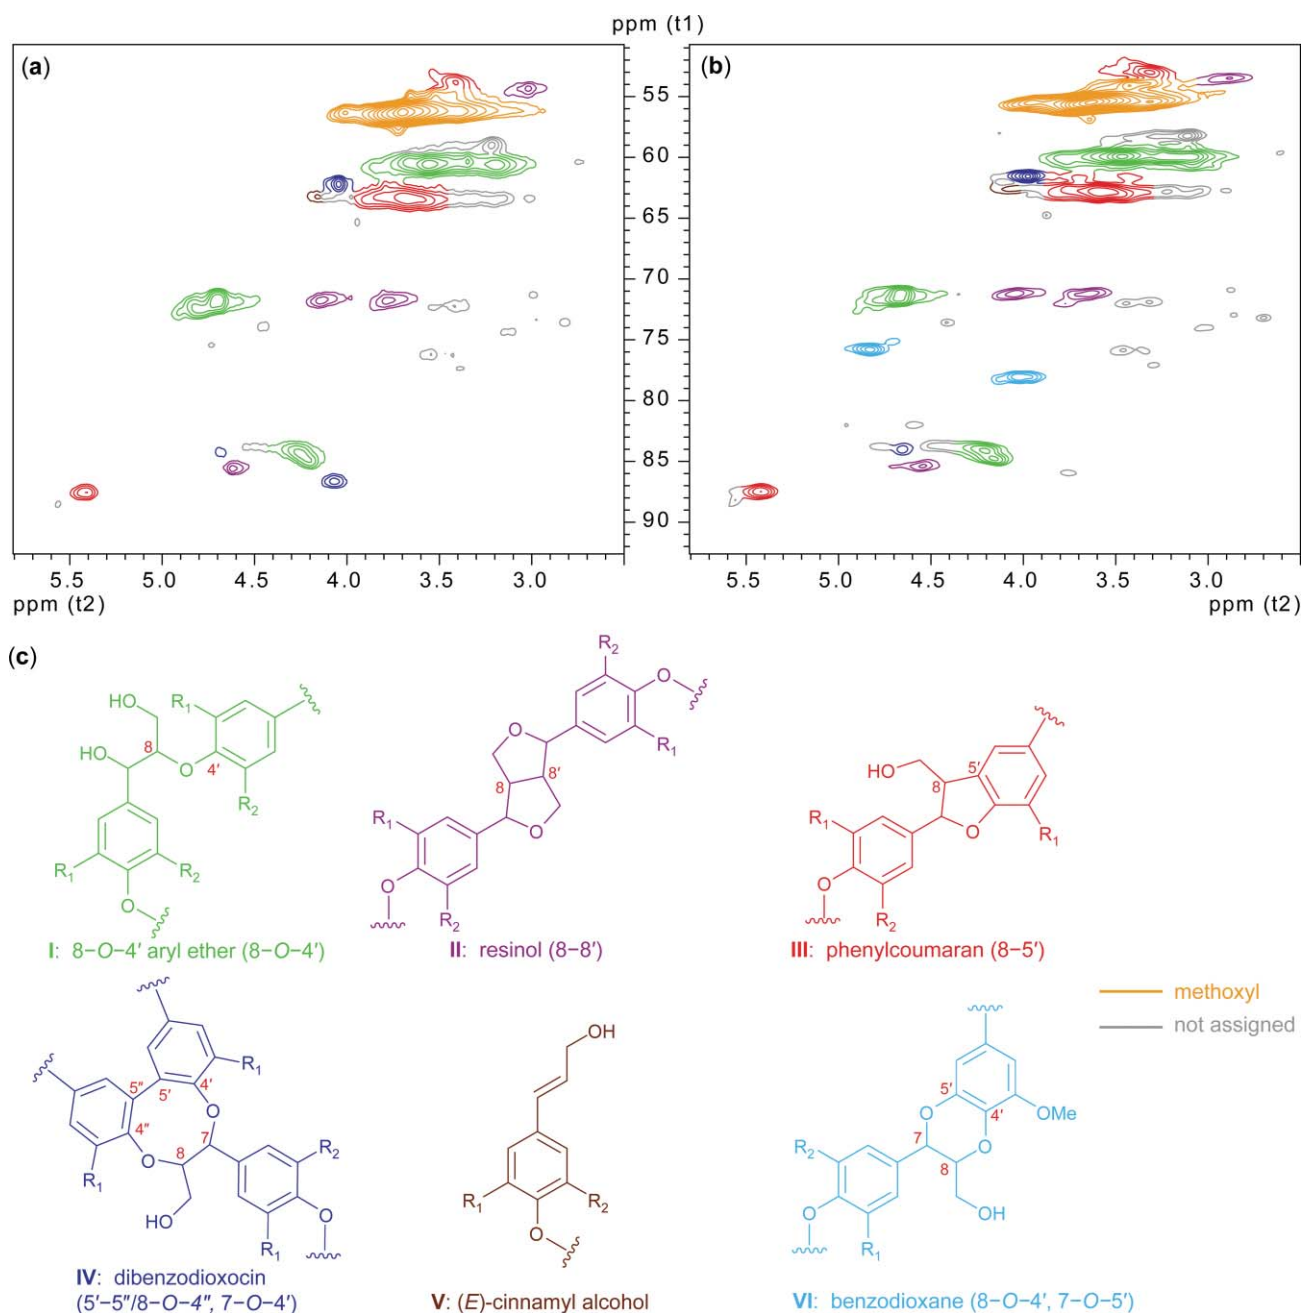 ppm (t1)
(a)
(b)
55
60
65
70
75
80
85
90
5.5 5.0 4.5 4.0 3.5 3.0
5.5 5.0 4.5 4.0 3.5 3.0
ppm (t2)
ppm (t2)
(c)
HO
R₁
HO
8
O
4′
R₂
R₁
R₂
O
I: 8−O−4′ aryl ether (8−O−4′)
R₂
O
O
R₁
8′
8
R₁
O
O
R₂
II: resinol (8−8′)
HO
5′
8
R₁
O
R₁
O
R₂
III: phenylcoumaran (8−5′)
methoxyl
not assigned
R₁
5″
5′
4′
4″
O
7
8
R₁
O
R₂
HO
O
R₁
IV: dibenzodioxocin
(5′−5″/8−O−4″, 7−O−4′)
OH
R₁
R₂
O
V: (E)-cinnamyl alcohol
5′
O
4′
OMe
7
O
R₂
8
O
OH
R₁
VI: benzodioxane (8−O−4′, 7−O−5′)